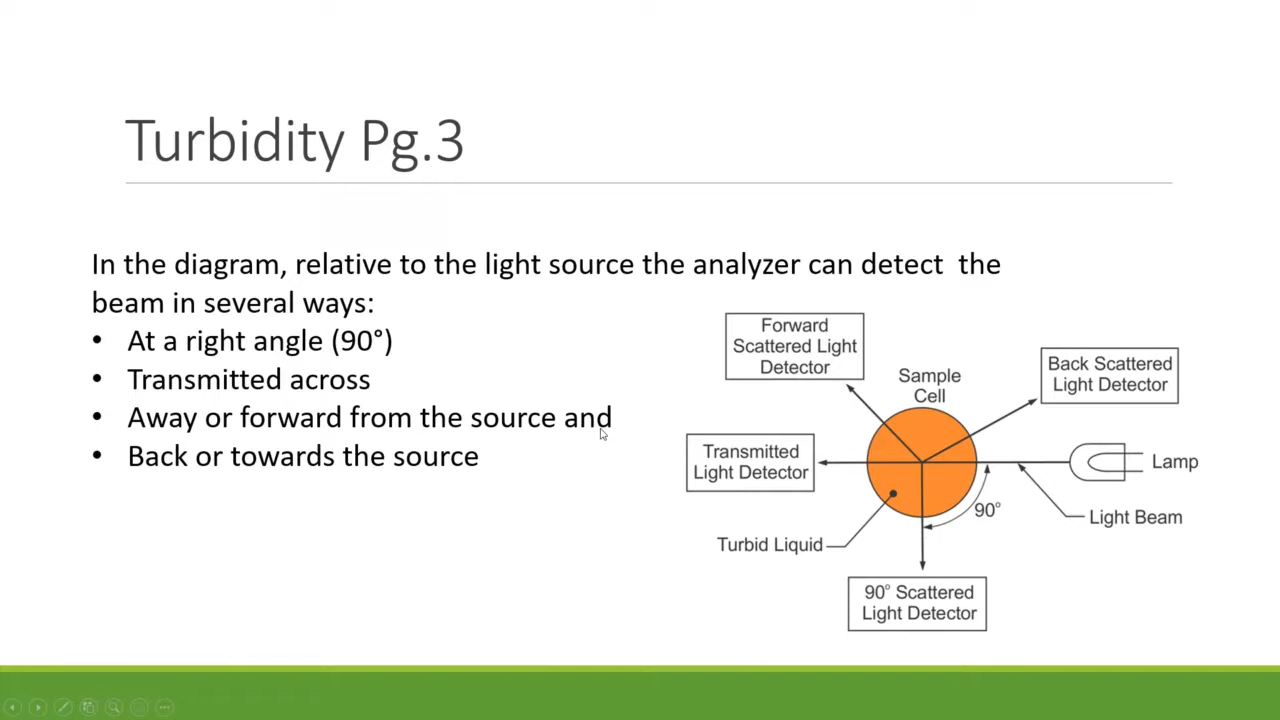 Turbidity Pg.3
In the diagram, relative to the light source the analyzer can detect  the
beam in several ways:
• At a right angle (90°)
• Transmitted across
• Away or forward from the source and
• Back or towards the source
Forward
Scattered Light
Detector
Sample
Cell
Back Scattered
Light Detector
Transmitted
Light Detector
Lamp
90°
Light Beam
Turbid Liquid
90° Scattered
Light Detector